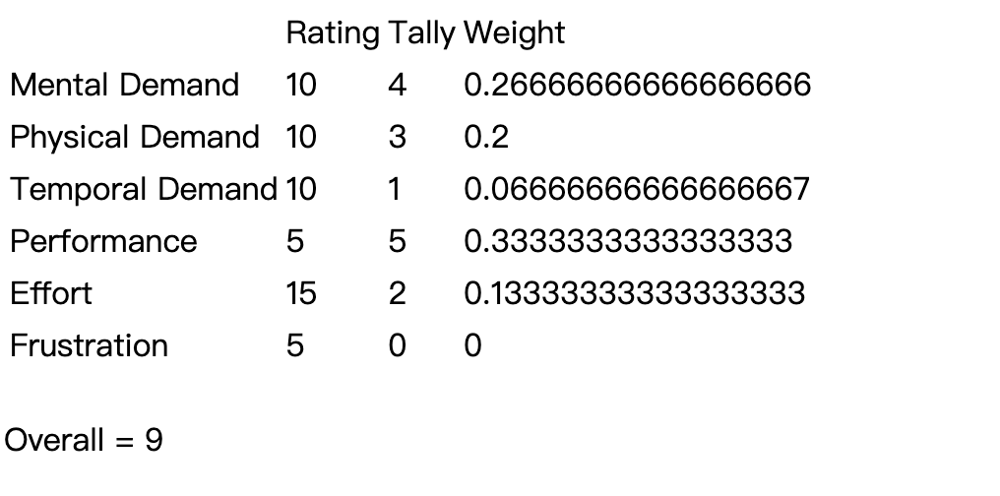 Rating Tally Weight
Mental Demand 10 4 0.26666666666666666
Physical Demand 10 3 0.2
Temporal Demand 10 1 0.06666666666666667
Performance 5 5 0.3333333333333333
Effort 15 2 0.13333333333333333
Frustration 5 0 0
Overall = 9